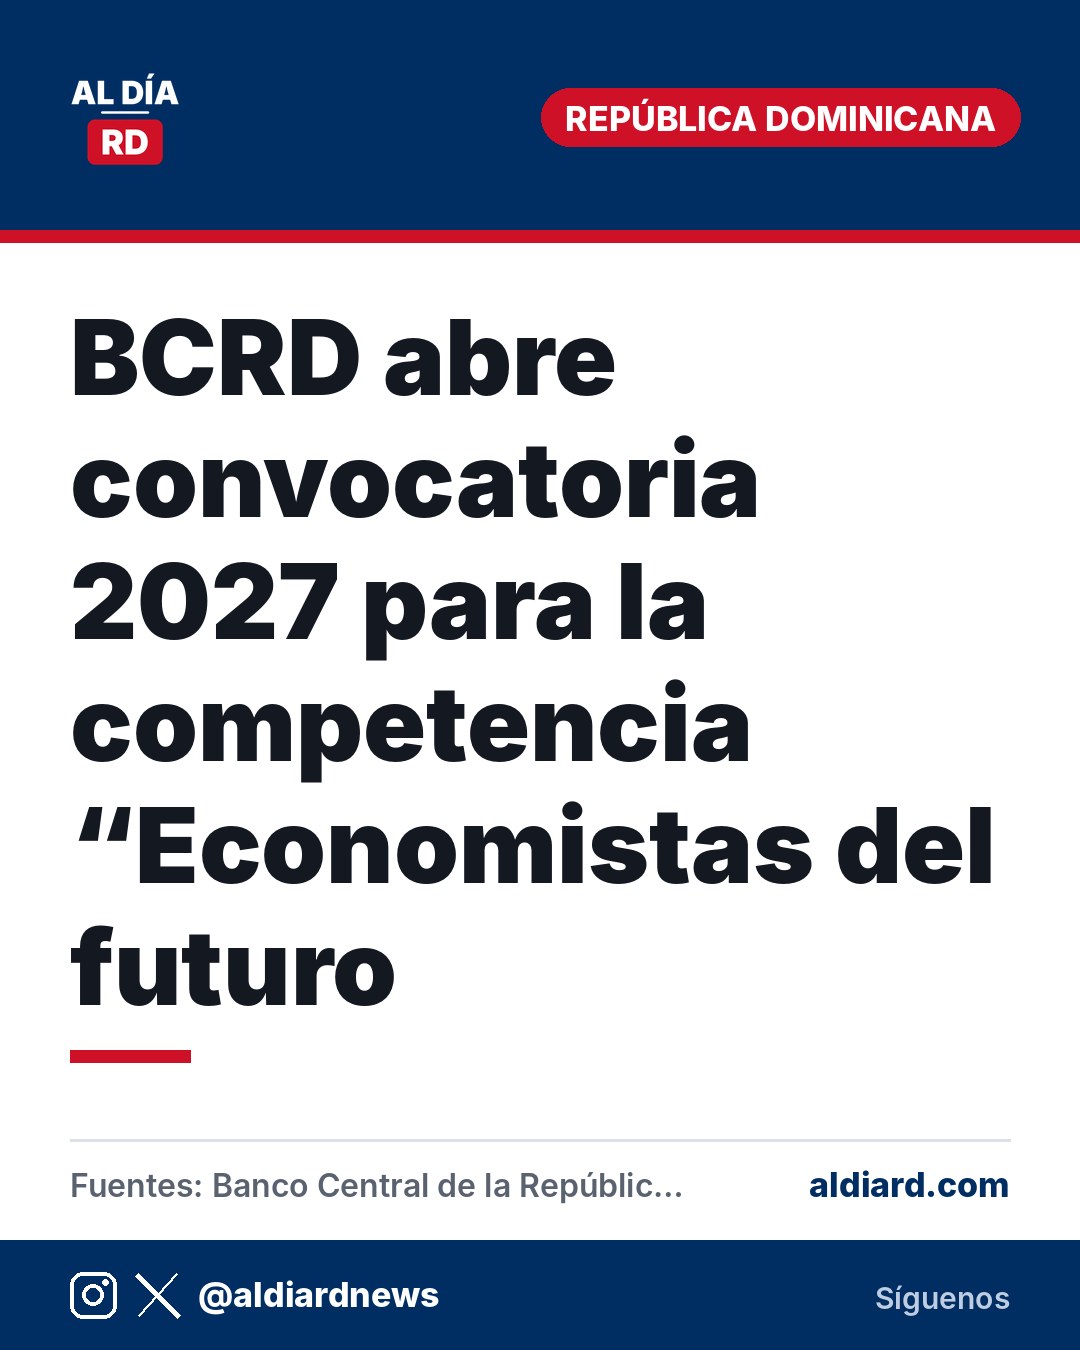 AL DÍA
RD
REPÚBLICA DOMINICANA
BCRD abre
convocatoria
2027 para la
competencia
“Economistas del
futuro
Fuentes: Banco Central de la Repúblic...
aldiard.com
@aldiardnews
Síguenos